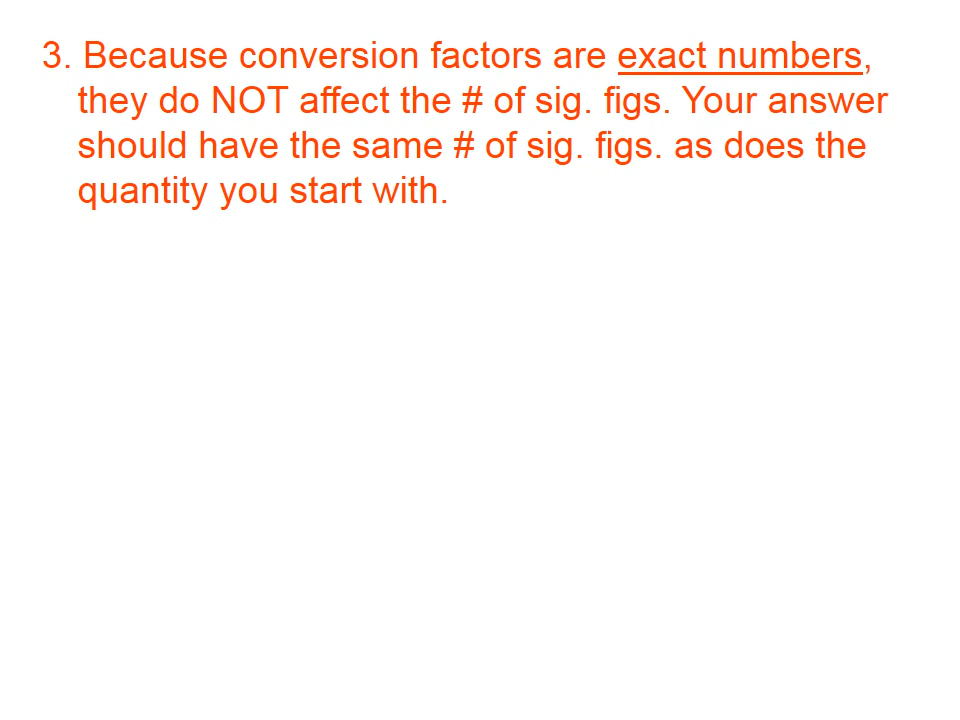 3. Because conversion factors are exact numbers,
they do NOT affect the # of sig. figs. Your answer
should have the same # of sig. figs. as does the
quantity you start with.